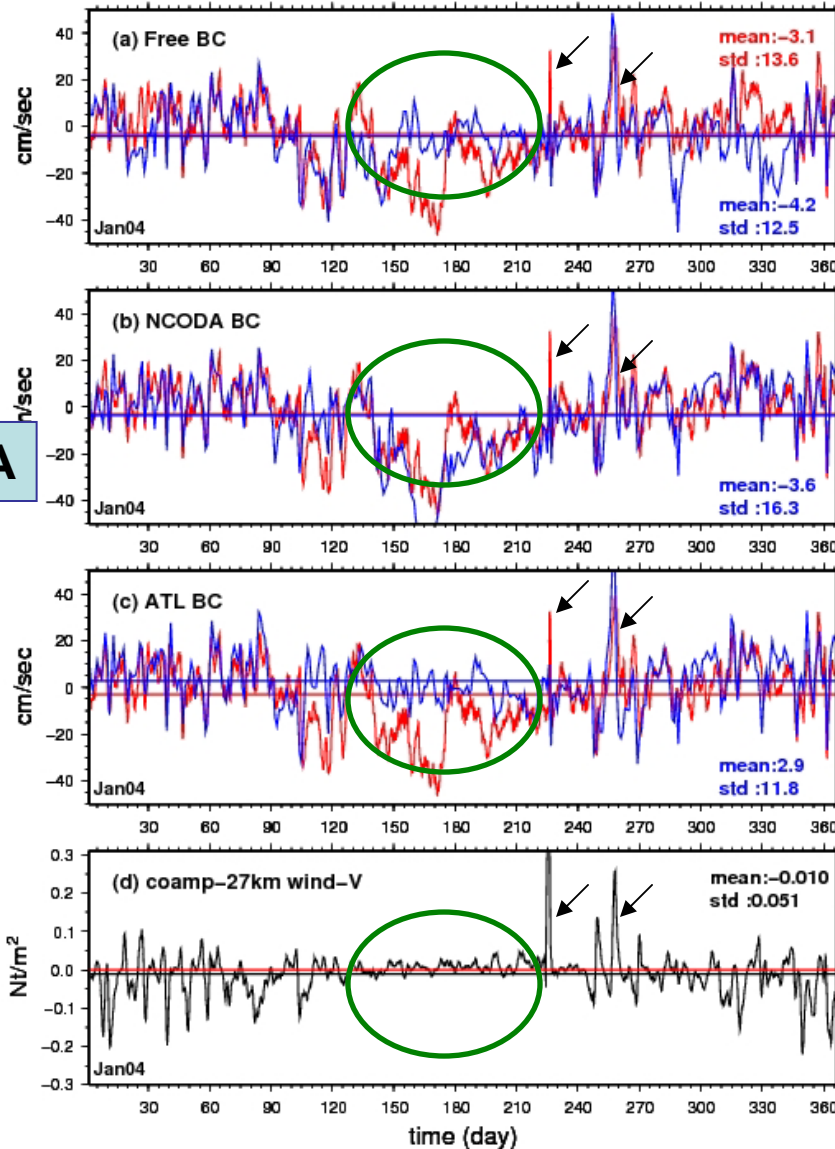 (a) Free BC
mean:−3.1
std :13.6
40
20
0
−20
−40
cm/sec
mean:−4.2
std :12.5
Jan04
30 60 90 120 150 180 210 240 270 300 330 360
(b) NCODA BC
40
20
0
−20
−40
/sec
A
mean:−3.6
std :16.3
Jan04
30 60 90 120 150 180 210 240 270 300 330 360
(c) ATL BC
40
20
0
−20
−40
cm/sec
mean:2.9
std :11.8
Jan04
30 60 90 120 150 180 210 240 270 300 330 360
(d) coamp−27km wind−V
mean:−0.010
std :0.051
0.3
0.2
0.1
0.0
−0.1
−0.2
−0.3
Nt/m²
Jan04
30 60 90 120 150 180 210 240 270 300 330 360
time (day)